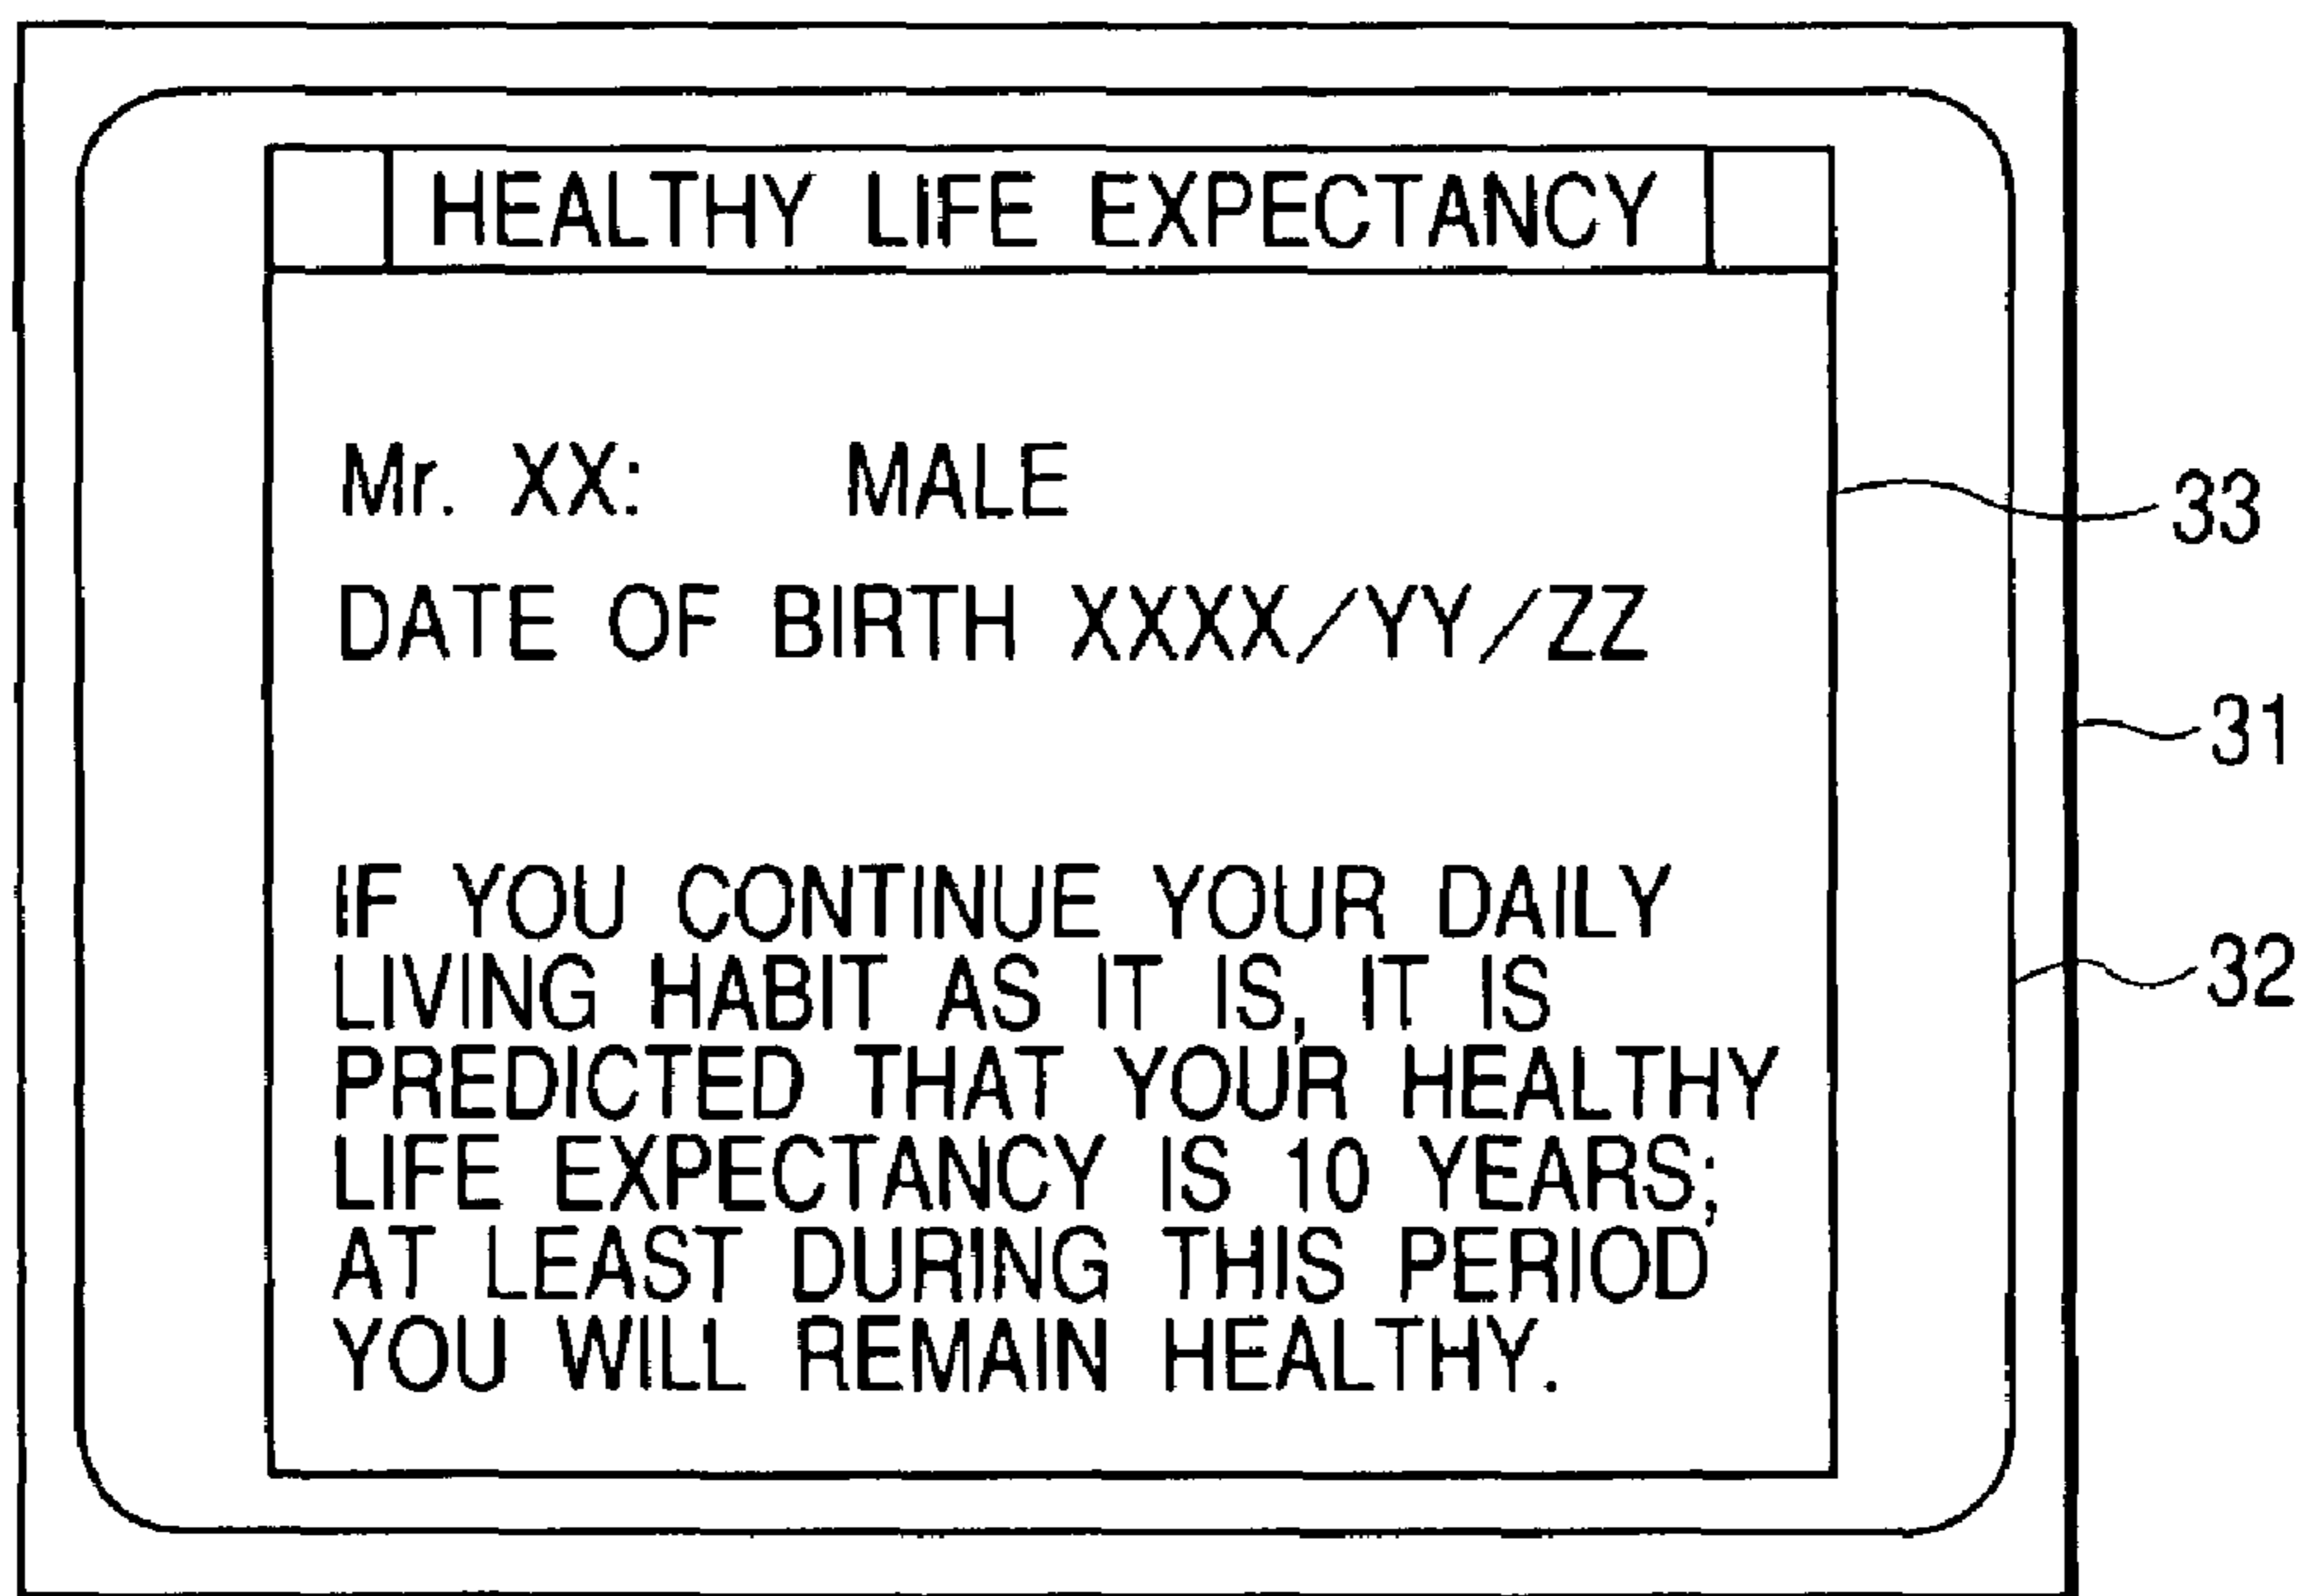 HEALTHY LIFE EXPECTANCY
Mr. XX: MALE
DATE OF BIRTH XXXX/YY/ZZ
IF YOU CONTINUE YOUR DAILY
LIVING HABIT AS IT IS, IT IS
PREDICTED THAT YOUR HEALTHY
LIFE EXPECTANCY IS 10 YEARS;
AT LEAST DURING THIS PERIOD
YOU WILL REMAIN HEALTHY.
33
31
32